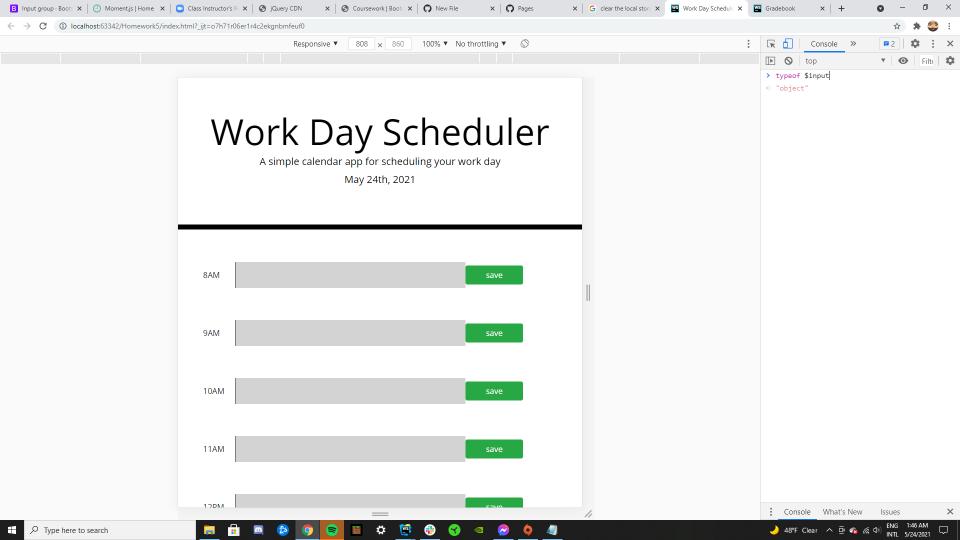 Input group · Boot
Moment.js | Home
Class Instructor's
jQuery CDN
Coursework | Boot
New File
Pages
clear the local stor
Work Day Schedul
Gradebook
localhost:63342/Homework5/index.html?_ijt=o7h71r06er1r4c2ekgnbmfeuf0
Responsive ▼ 808 × 860 100% ▼ No throttling ▼
Console » 2
top ▼ Filt
> typeof $input
"object"
Work Day Scheduler
A simple calendar app for scheduling your work day
May 24th, 2021
8AM save
9AM save
10AM save
11AM save
12PM save
Console What's New Issues
Type here to search
48°F Clear
ENG
INTL
1:46 AM
5/24/2021